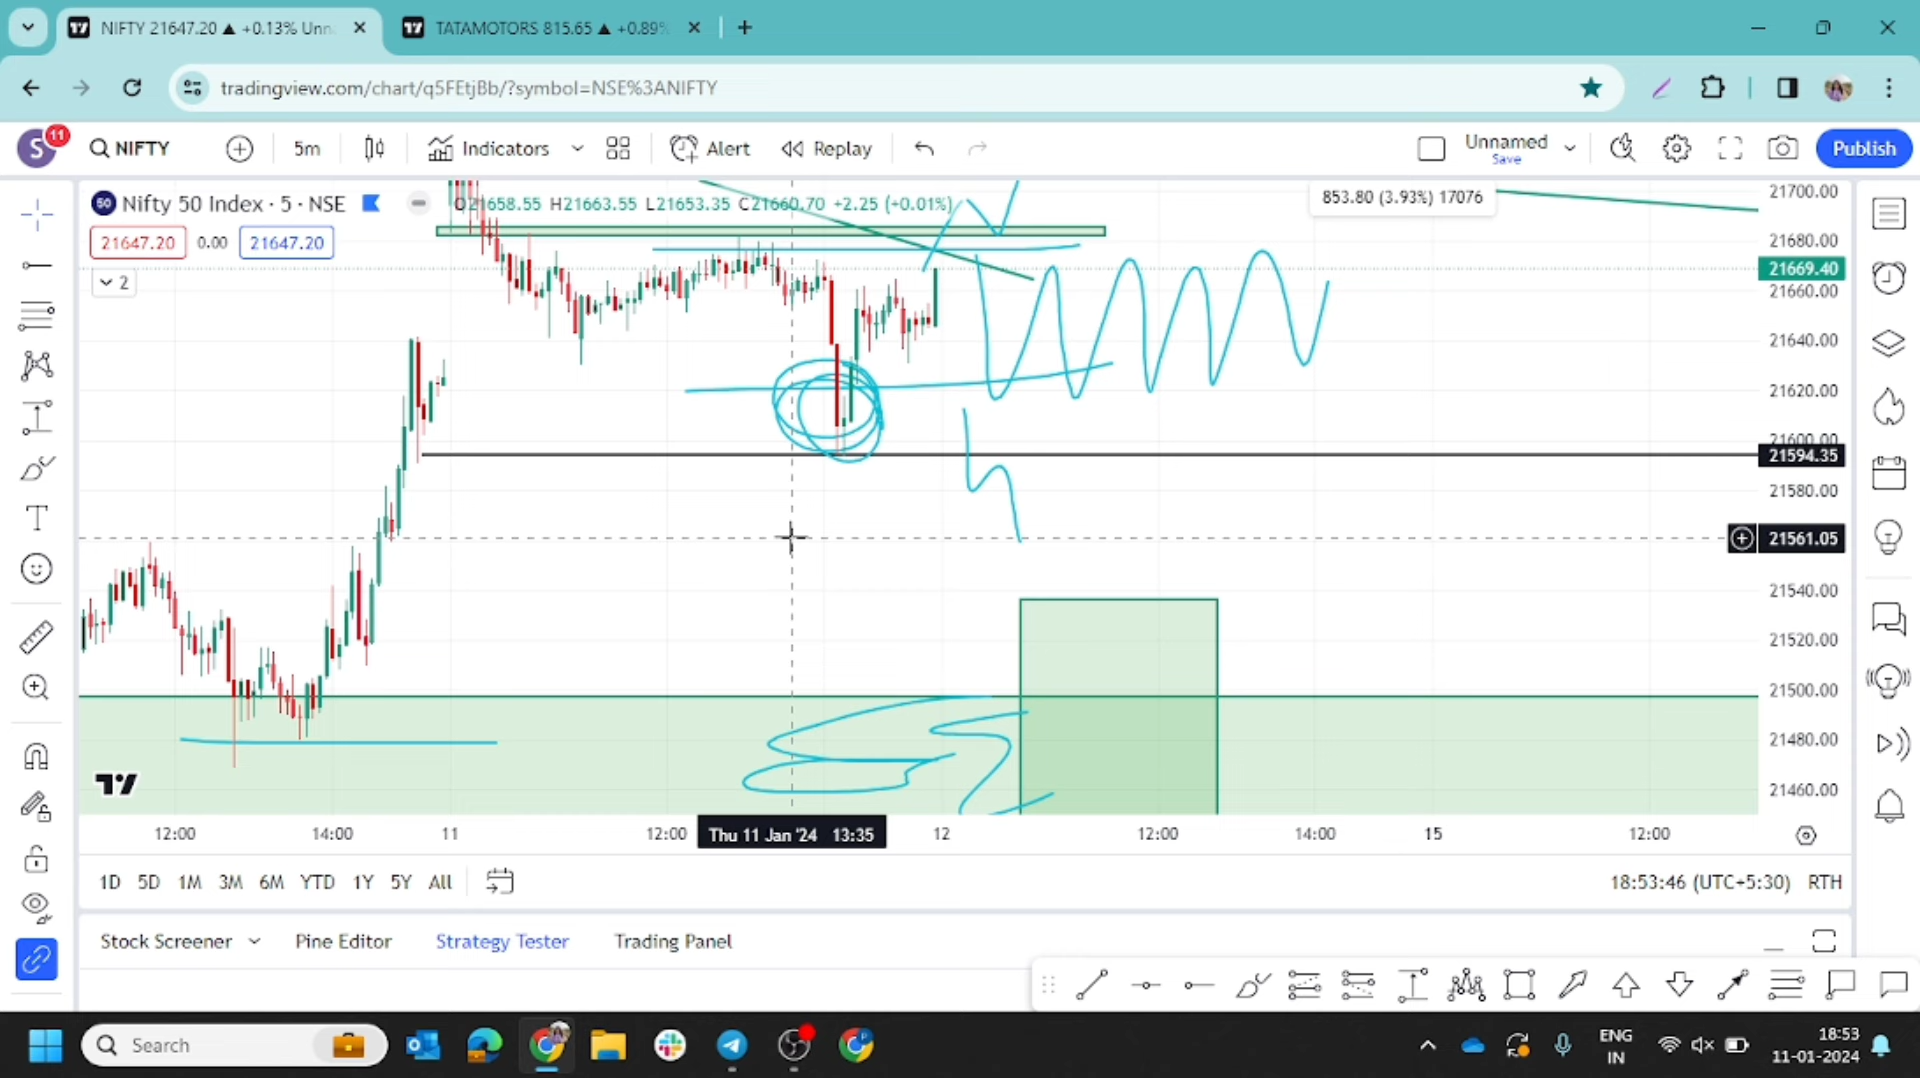 NIFTY 21647.20 ▲ +0.13% Unn
TATAMOTORS 815.65 ▲ +0.89%
tradingview.com/chart/q5FEtjBb/?symbol=NSE%3ANIFTY
S 11
NIFTY
5m
Indicators
Alert
Replay
Unnamed
Save
Publish
50 Nifty 50 Index · 5 · NSE
O21658.55 H21663.55 L21653.35 C21660.70 +2.25 (+0.01%)
853.80 (3.93%) 17076
21647.20 0.00 21647.20
2
21700.00
21680.00
21669.40
21660.00
21640.00
21620.00
21600.00
21594.35
21580.00
21561.05
21540.00
21520.00
21500.00
21480.00
21460.00
12:00 14:00 11 12:00 Thu 11 Jan '24 13:35 12 12:00 14:00 15 12:00
1D 5D 1M 3M 6M YTD 1Y 5Y All
18:53:46 (UTC+5:30) RTH
Stock Screener Pine Editor Strategy Tester Trading Panel
Search
ENG
IN
18:53
11-01-2024